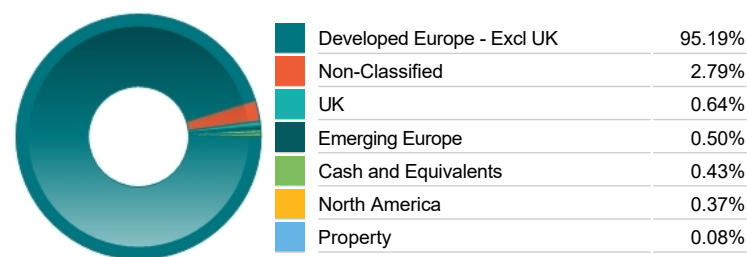 Developed Europe - Excl UK 95.19%
Non-Classified 2.79%
UK 0.64%
Emerging Europe 0.50%
Cash and Equivalents 0.43%
North America 0.37%
Property 0.08%